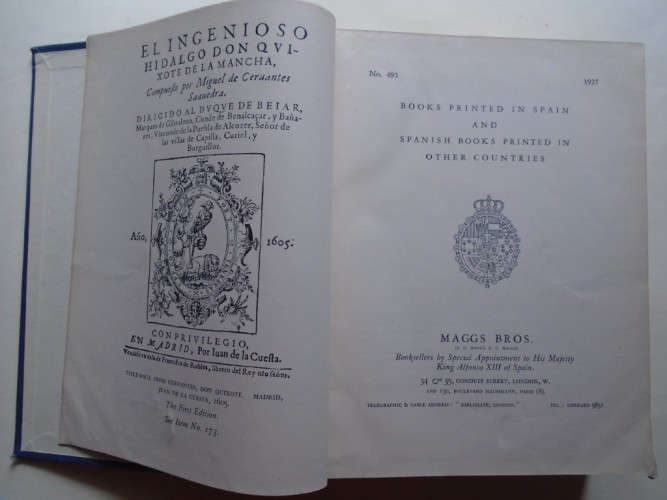 EL INGENIOSO
HIDALGO DON QVI-
XOTE DE LA MANCHA,
Compuesto por Miguel de Ceruantes
Saauedra.
DIRIGIDO AL DVQVE DE BEIAR,
Marques de Gibraleon, Conde de Benalcaçar, y Baña-
res, Vizconde de la Puebla de Alcozer, Señor de
las villas de Capilla, Curiel, y
Burguillos.
Año, 1605.
CON PRIVILEGIO,
EN MADRID, Por Iuan de la Cuesta.
Vendese en casa de Francisco de Robles, librero del Rey nro señor.
TITLE-PAGE FROM CERVANTES, DON QUIXOTE. MADRID,
JUAN DE LA CUESTA, 1605.
The First Edition.
See Item No. 173.
No. 495 1927
BOOKS PRINTED IN SPAIN
AND
SPANISH BOOKS PRINTED IN
OTHER COUNTRIES
MAGGS BROS.
Booksellers by Special Appointment to His Majesty
King Alfonso XIII of Spain.
34 & 35, CONDUIT STREET, LONDON, W.
AND 130, BOULEVARD HAUSSMANN, PARIS (8).
TELEGRAPHIC & CABLE ADDRESS: "BIBLIOLITE, LONDON." TEL.: GERRARD 5831